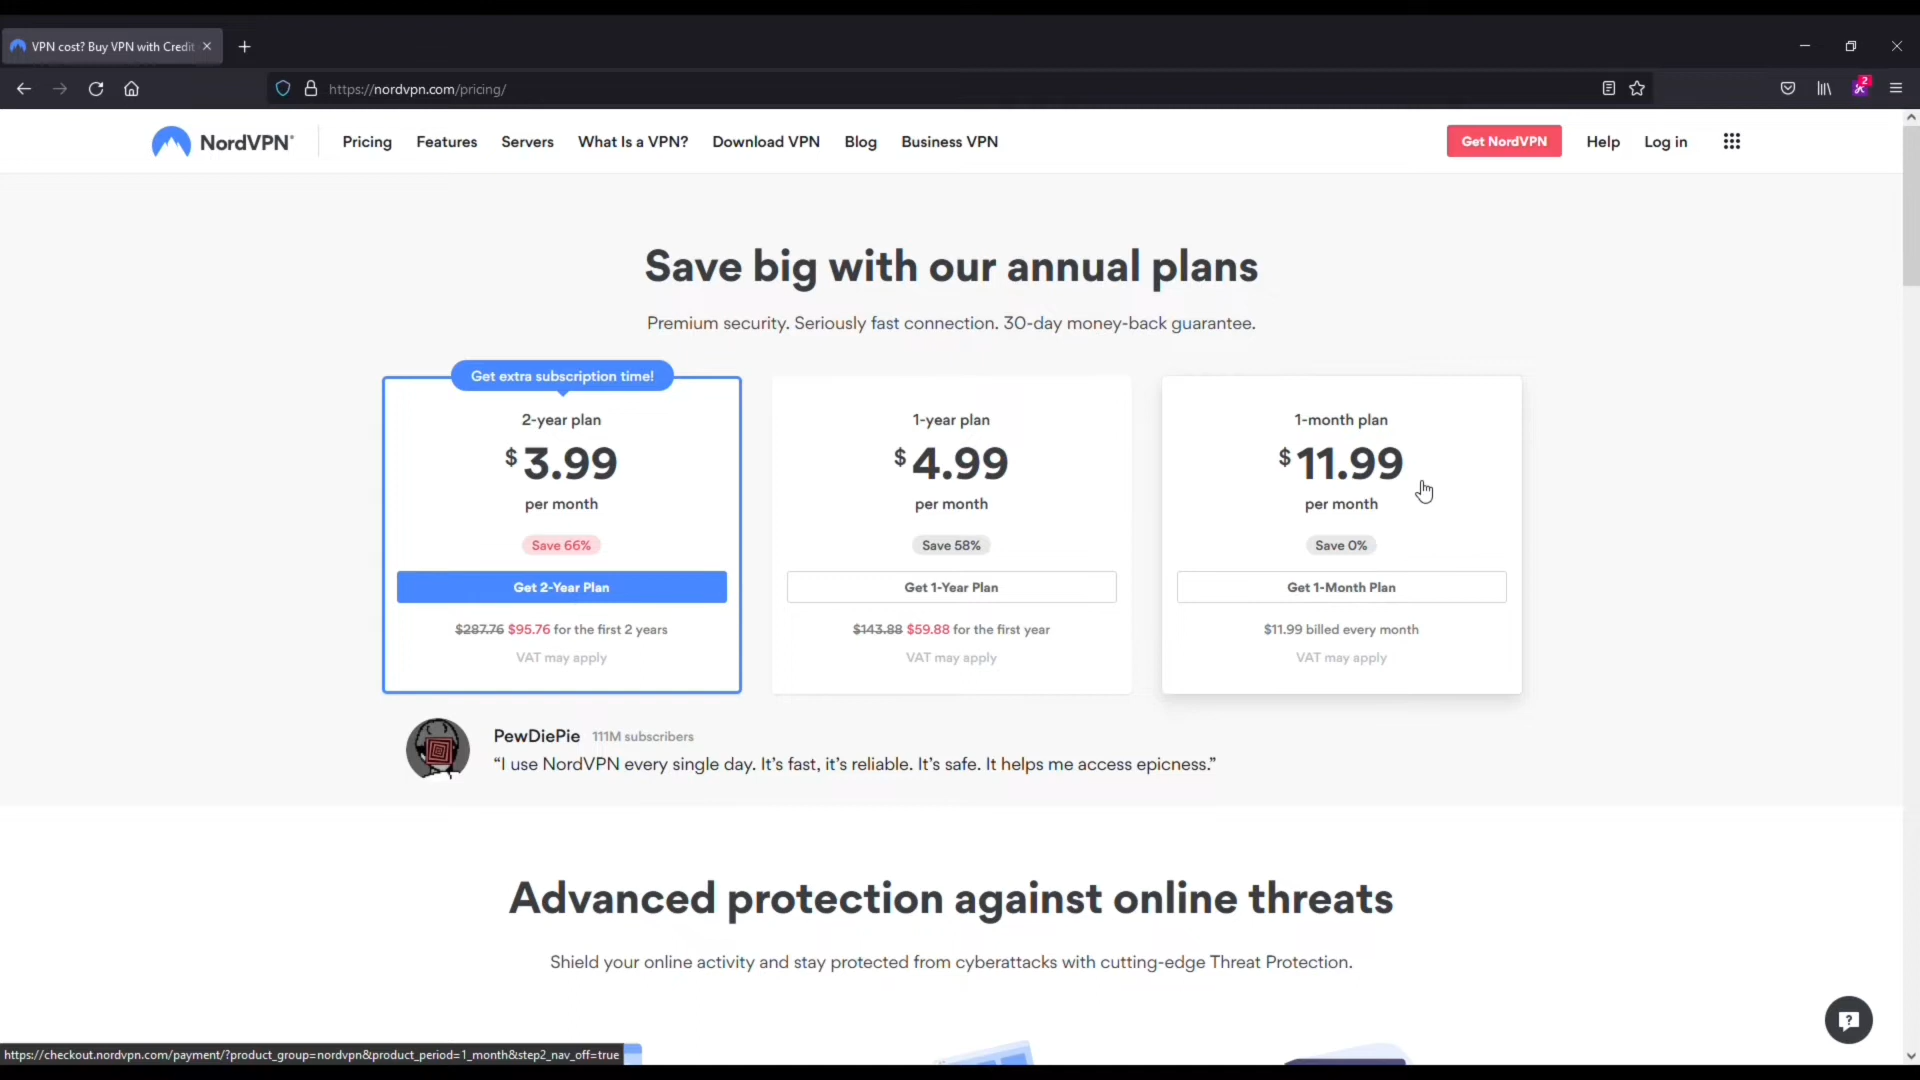 VPN cost? Buy VPN with Credit
https://nordvpn.com/pricing/
2
NordVPN®
Pricing Features Servers What Is a VPN? Download VPN Blog Business VPN
Get NordVPN Help Log in
Save big with our annual plans
Premium security. Seriously fast connection. 30-day money-back guarantee.
Get extra subscription time!
2-year plan
$3.99
per month
Save 66%
Get 2-Year Plan
$287.76 $95.76 for the first 2 years
VAT may apply
1-year plan
$4.99
per month
Save 58%
Get 1-Year Plan
$143.88 $59.88 for the first year
VAT may apply
1-month plan
$11.99
per month
Save 0%
Get 1-Month Plan
$11.99 billed every month
VAT may apply
PewDiePie 111M subscribers
“I use NordVPN every single day. It’s fast, it’s reliable. It’s safe. It helps me access epicness.”
Advanced protection against online threats
Shield your online activity and stay protected from cyberattacks with cutting-edge Threat Protection.
https://checkout.nordvpn.com/payment/?product_group=nordvpn&product_period=1_month&step2_nav_off=true